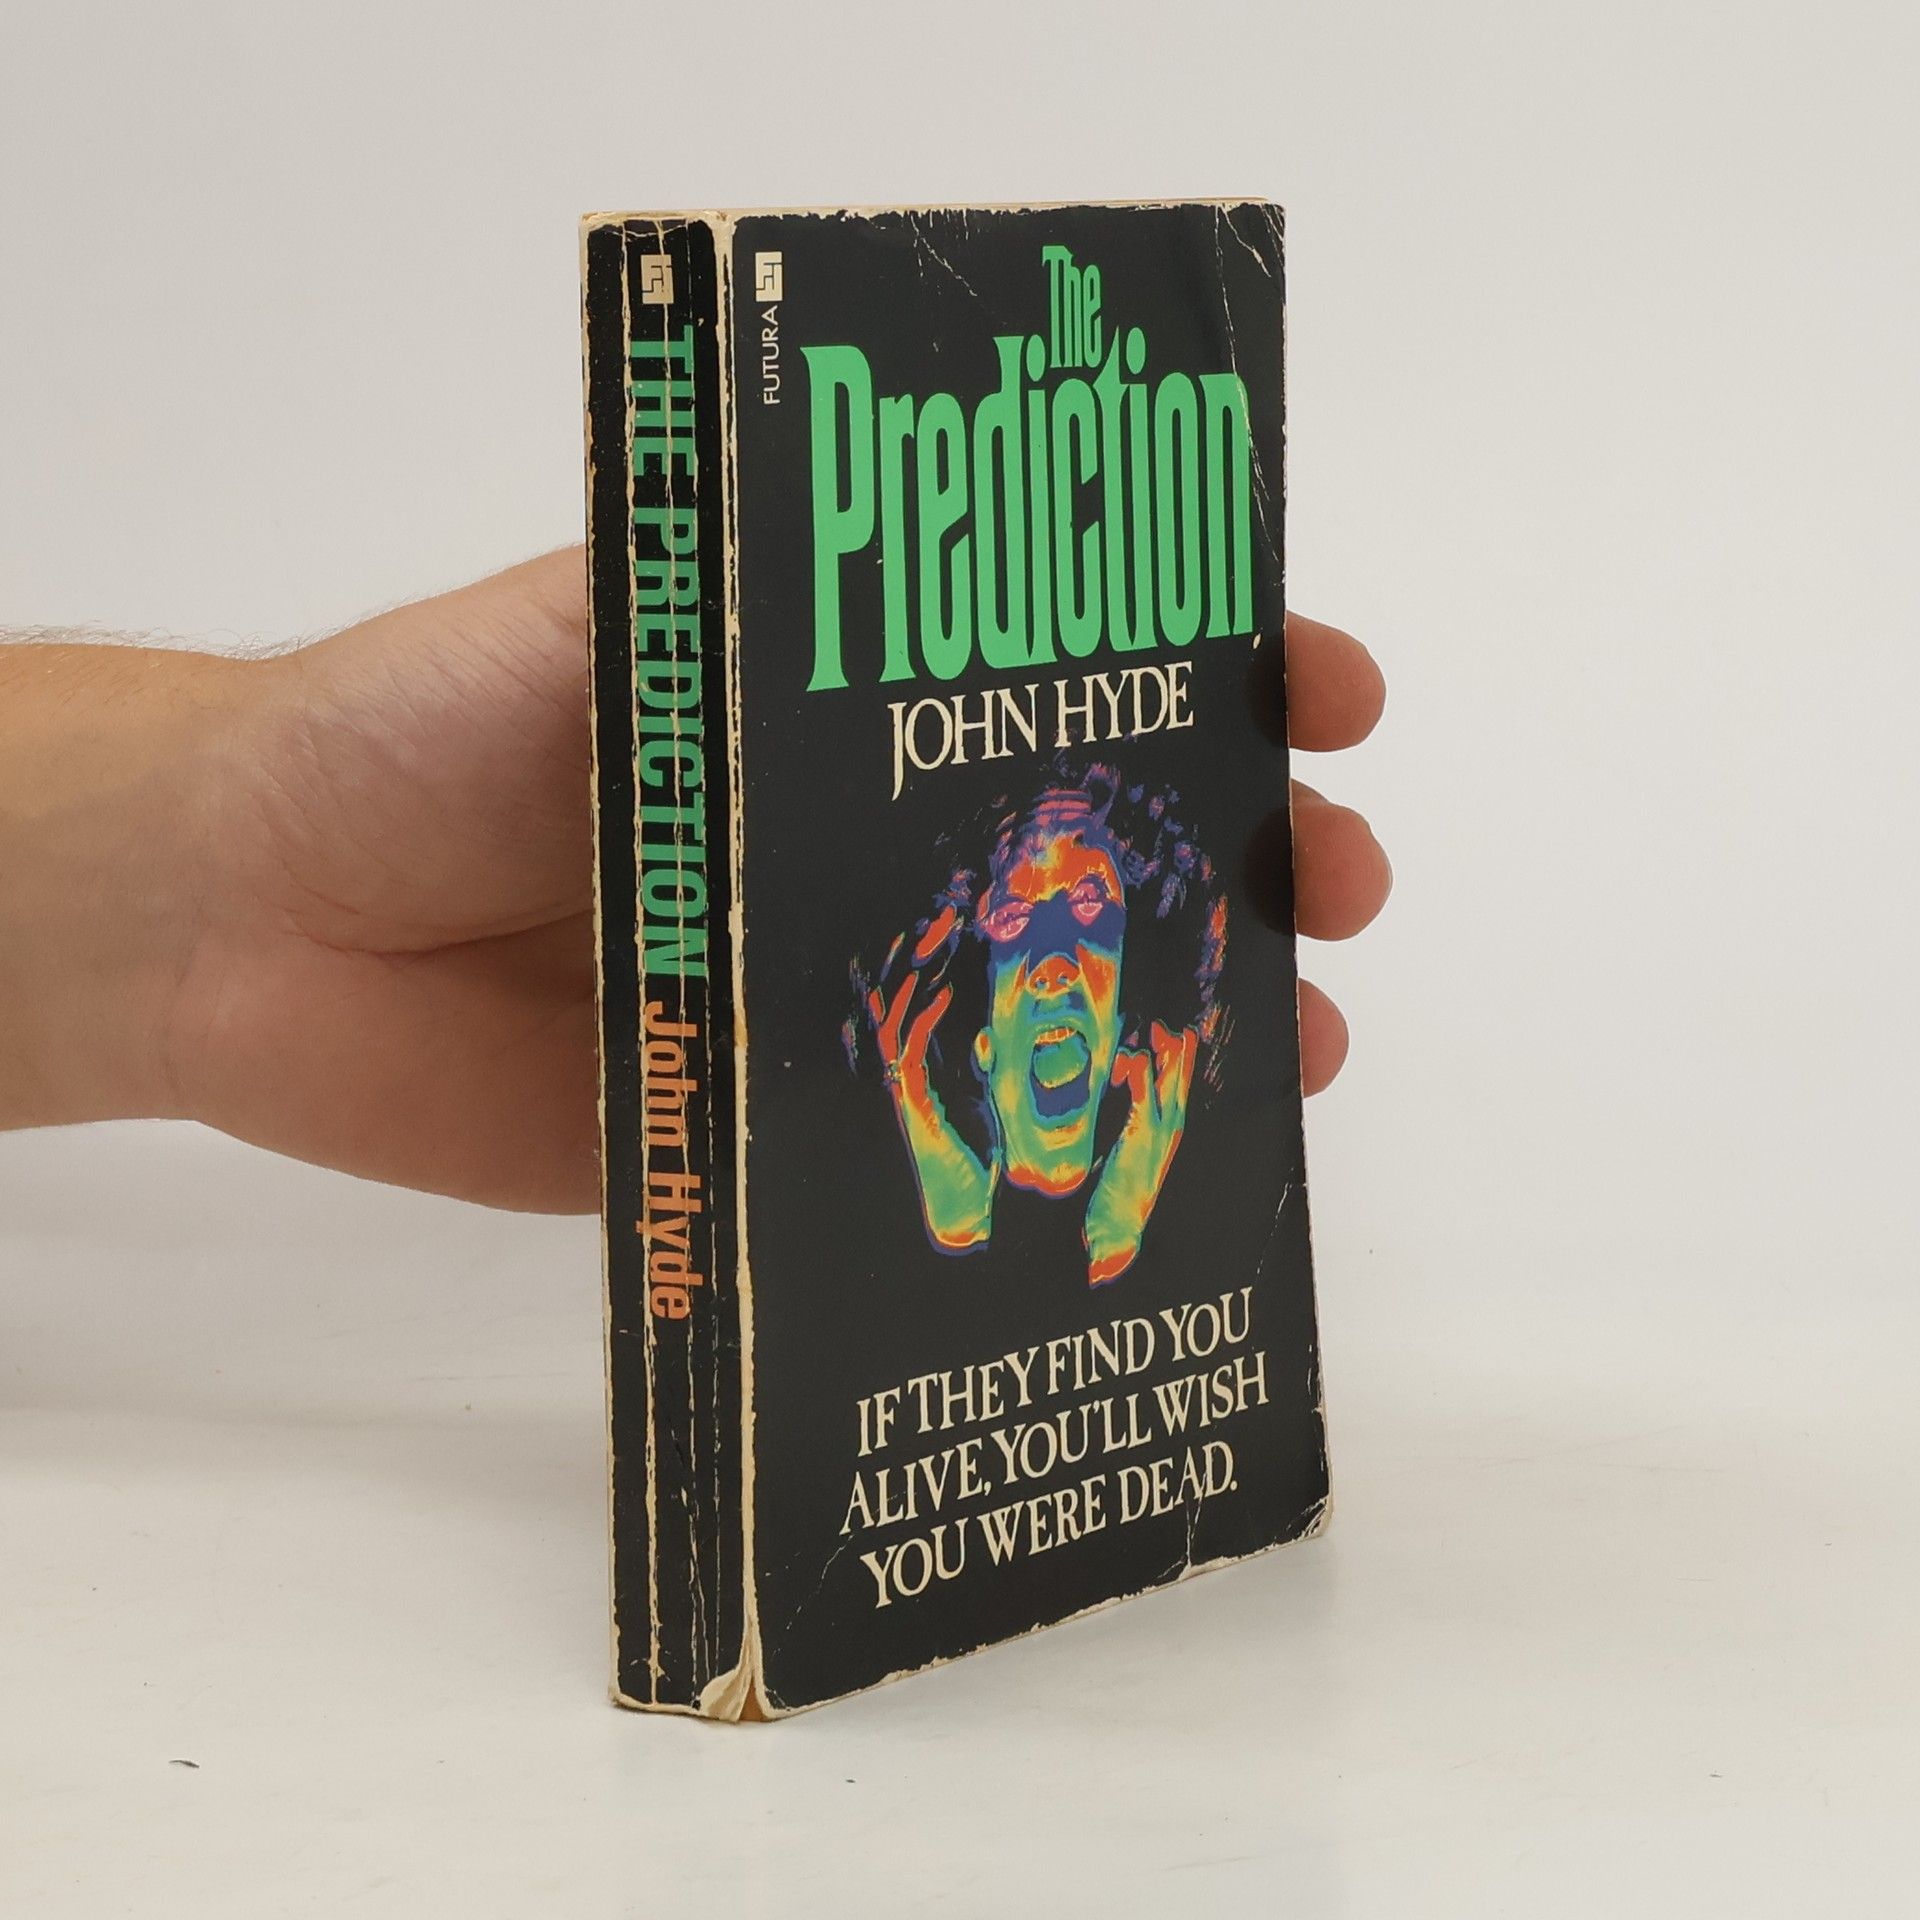 THE PREDICTION John Hyde
FUTURA
The
Prediction
JOHN HYDE
IF THEY FIND YOU
ALIVE, YOU'LL WISH
YOU WERE DEAD.